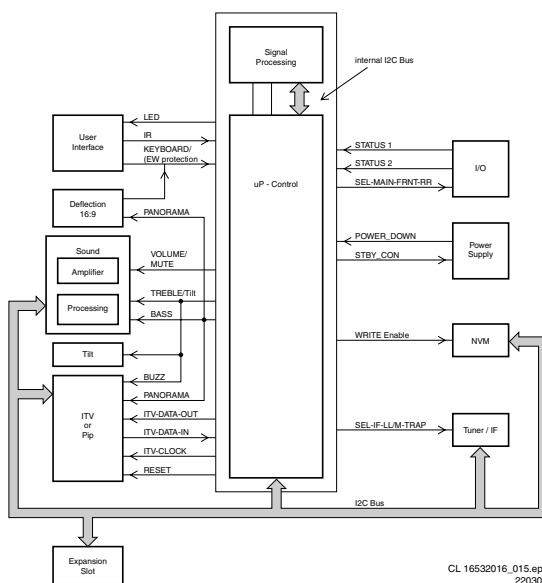 Signal
Processing
internal I2C Bus
LED
User
Interface
IR
KEYBOARD/
(EW protection
STATUS 1
STATUS 2
I/O
SEL-MAIN-FRNT-RR
uP - Control
Deflection
16:9
PANORAMA
POWER_DOWN
Power
Supply
STBY_CON
Sound
Amplifier
VOLUME/
MUTE
Processing
TREBLE/Tilt
BASS
WRITE Enable
NVM
Tilt
BUZZ
PANORAMA
ITV
or
Pip
ITV-DATA-OUT
ITV-DATA-IN
SEL-IF-LL/M-TRAP
Tuner / IF
ITV-CLOCK
RESET
I2C Bus
Expansion
Slot
CL 16532016_015.ep
22030